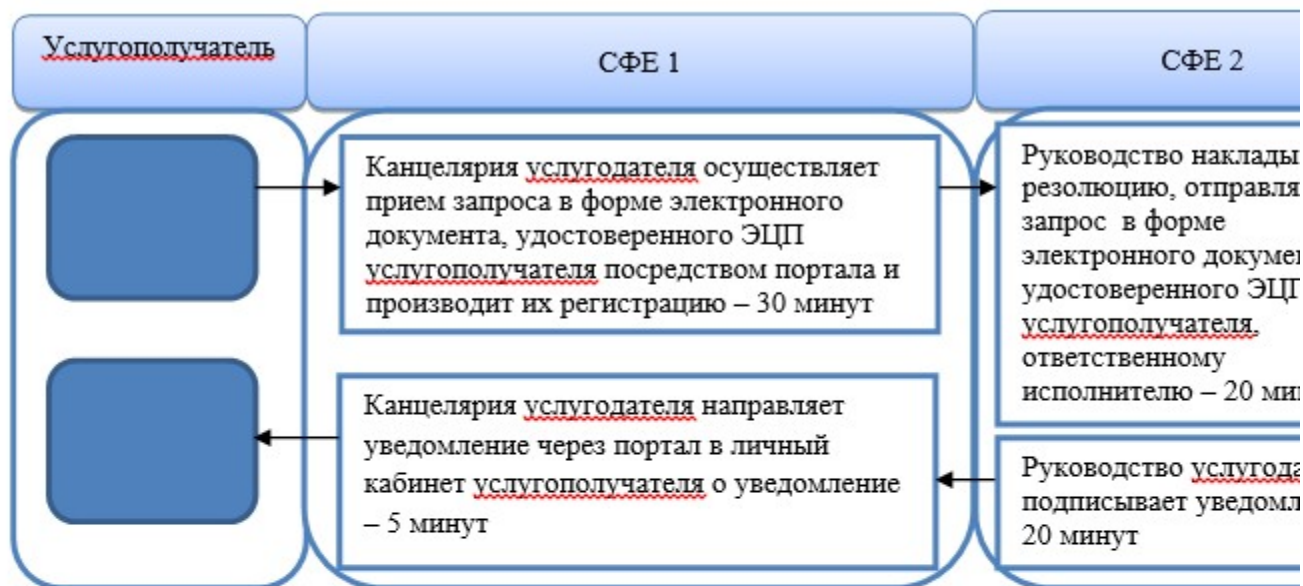 Услугополучатель
СФЕ 1
СФЕ 2
Канцелярия услугодателя осуществляет
прием запроса в форме электронного
документа, удостоверенного ЭЦП
услугополучателя посредством портала и
производит их регистрацию – 30 минут
Руководство наклады
резолюцию, отправля
запрос в форме
электронного докумен
удостоверенного ЭЦП
услугополучателя,
ответственному
исполнителю – 20 мин
Канцелярия услугодателя направляет
уведомление через портал в личный
кабинет услугополучателя о уведомление
– 5 минут
Руководство услугода
подписывает уведомл
20 минут